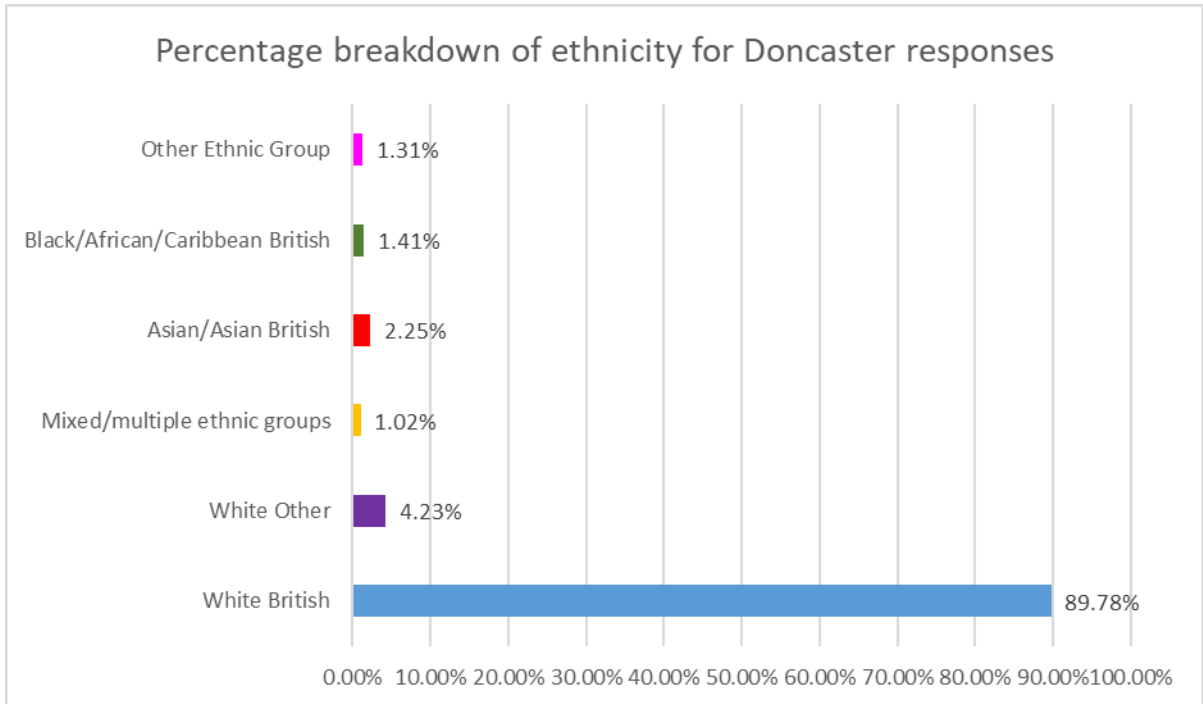 Percentage breakdown of ethnicity for Doncaster responses
Other Ethnic Group 1.31%
Black/African/Caribbean British 1.41%
Asian/Asian British 2.25%
Mixed/multiple ethnic groups 1.02%
White Other 4.23%
White British 89.78%
0.00% 10.00% 20.00% 30.00% 40.00% 50.00% 60.00% 70.00% 80.00% 90.00% 100.00%